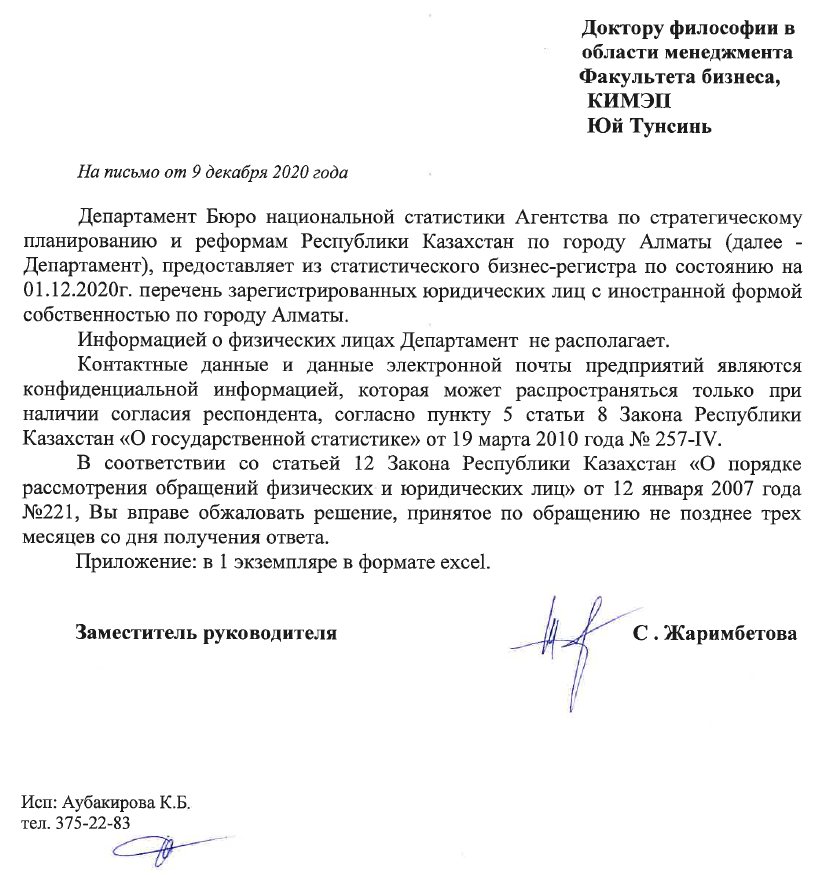 Доктору философии в
области менеджмента
Факультета бизнеса,
КИМЭП
Юй Тунсинь
На письмо от 9 декабря 2020 года
Департамент Бюро национальной статистики Агентства по стратегическому
планированию и реформам Республики Казахстан по городу Алматы (далее -
Департамент), предоставляет из статистического бизнес-регистра по состоянию на
01.12.2020г. перечень зарегистрированных юридических лиц с иностранной формой
собственностью по городу Алматы.
Информацией о физических лицах Департамент не располагает.
Контактные данные и данные электронной почты предприятий являются
конфиденциальной информацией, которая может распространяться только при
наличии согласия респондента, согласно пункту 5 статьи 8 Закона Республики
Казахстан «О государственной статистике» от 19 марта 2010 года № 257-IV.
В соответствии со статьей 12 Закона Республики Казахстан «О порядке
рассмотрения обращений физических и юридических лиц» от 12 января 2007 года
№221, Вы вправе обжаловать решение, принятое по обращению не позднее трех
месяцев со дня получения ответа.
Приложение: в 1 экземпляре в формате excel.
Заместитель руководителя С . Жаримбетова
Исп: Аубакирова К.Б.
тел. 375-22-83